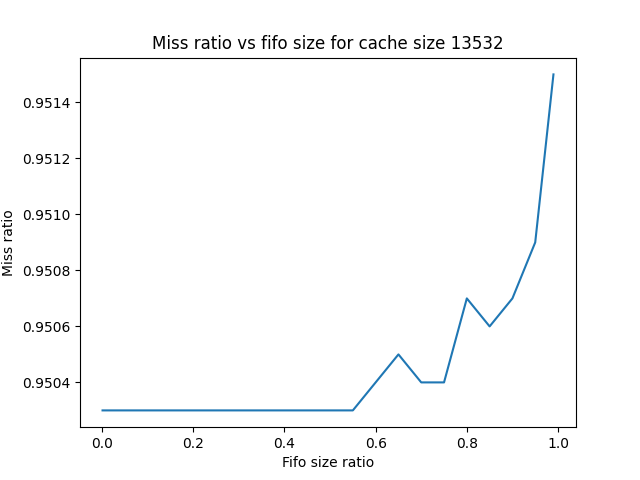 Miss ratio vs fifo size for cache size 13532
0.9514
0.9512
0.9510
0.9508
0.9506
0.9504
Miss ratio
0.0 0.2 0.4 0.6 0.8 1.0
Fifo size ratio